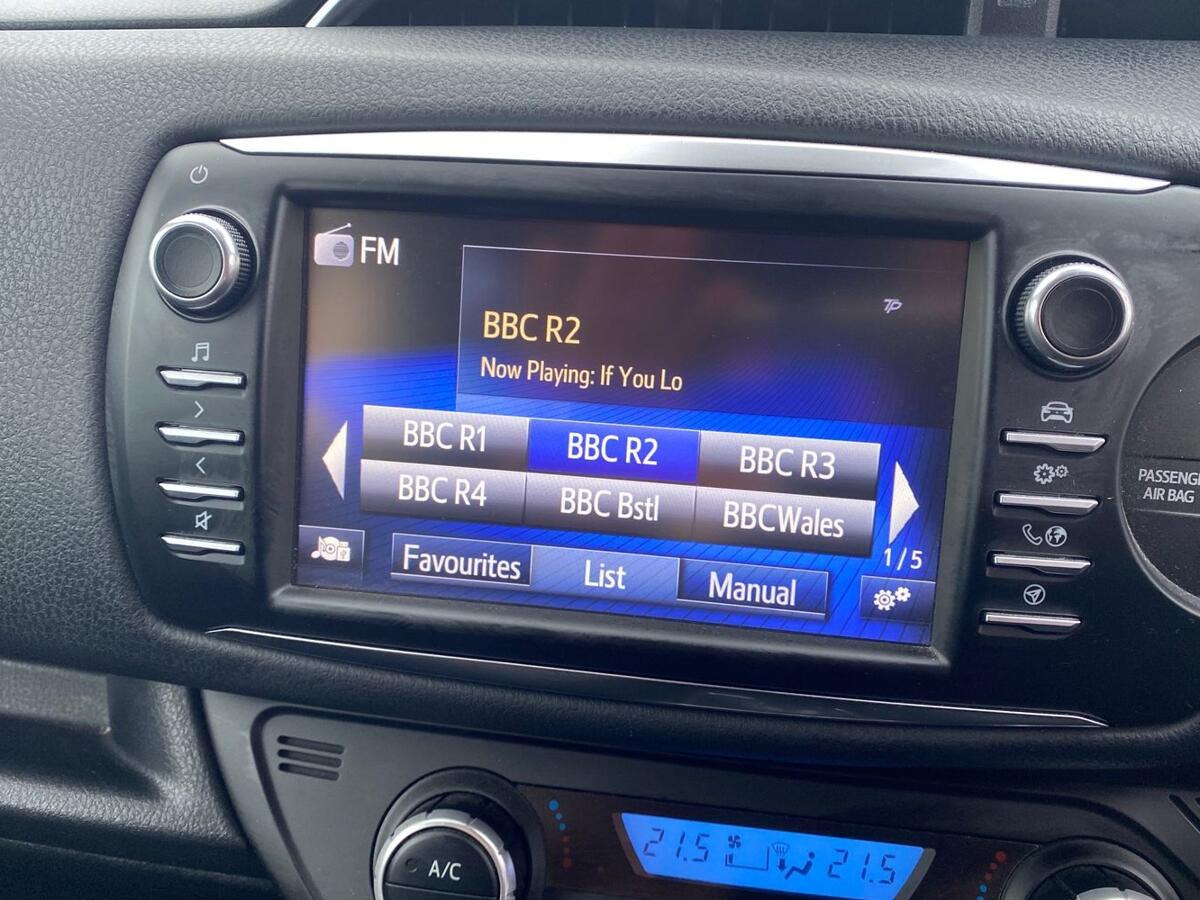 FM
TP
BBC R2
Now Playing: If You Lo
BBC R1 BBC R2 BBC R3
BBC R4 BBC Bstl BBCWales
1/5
Favourites List Manual
PASSENGE
AIR BAG
A/C
21.5 21.5